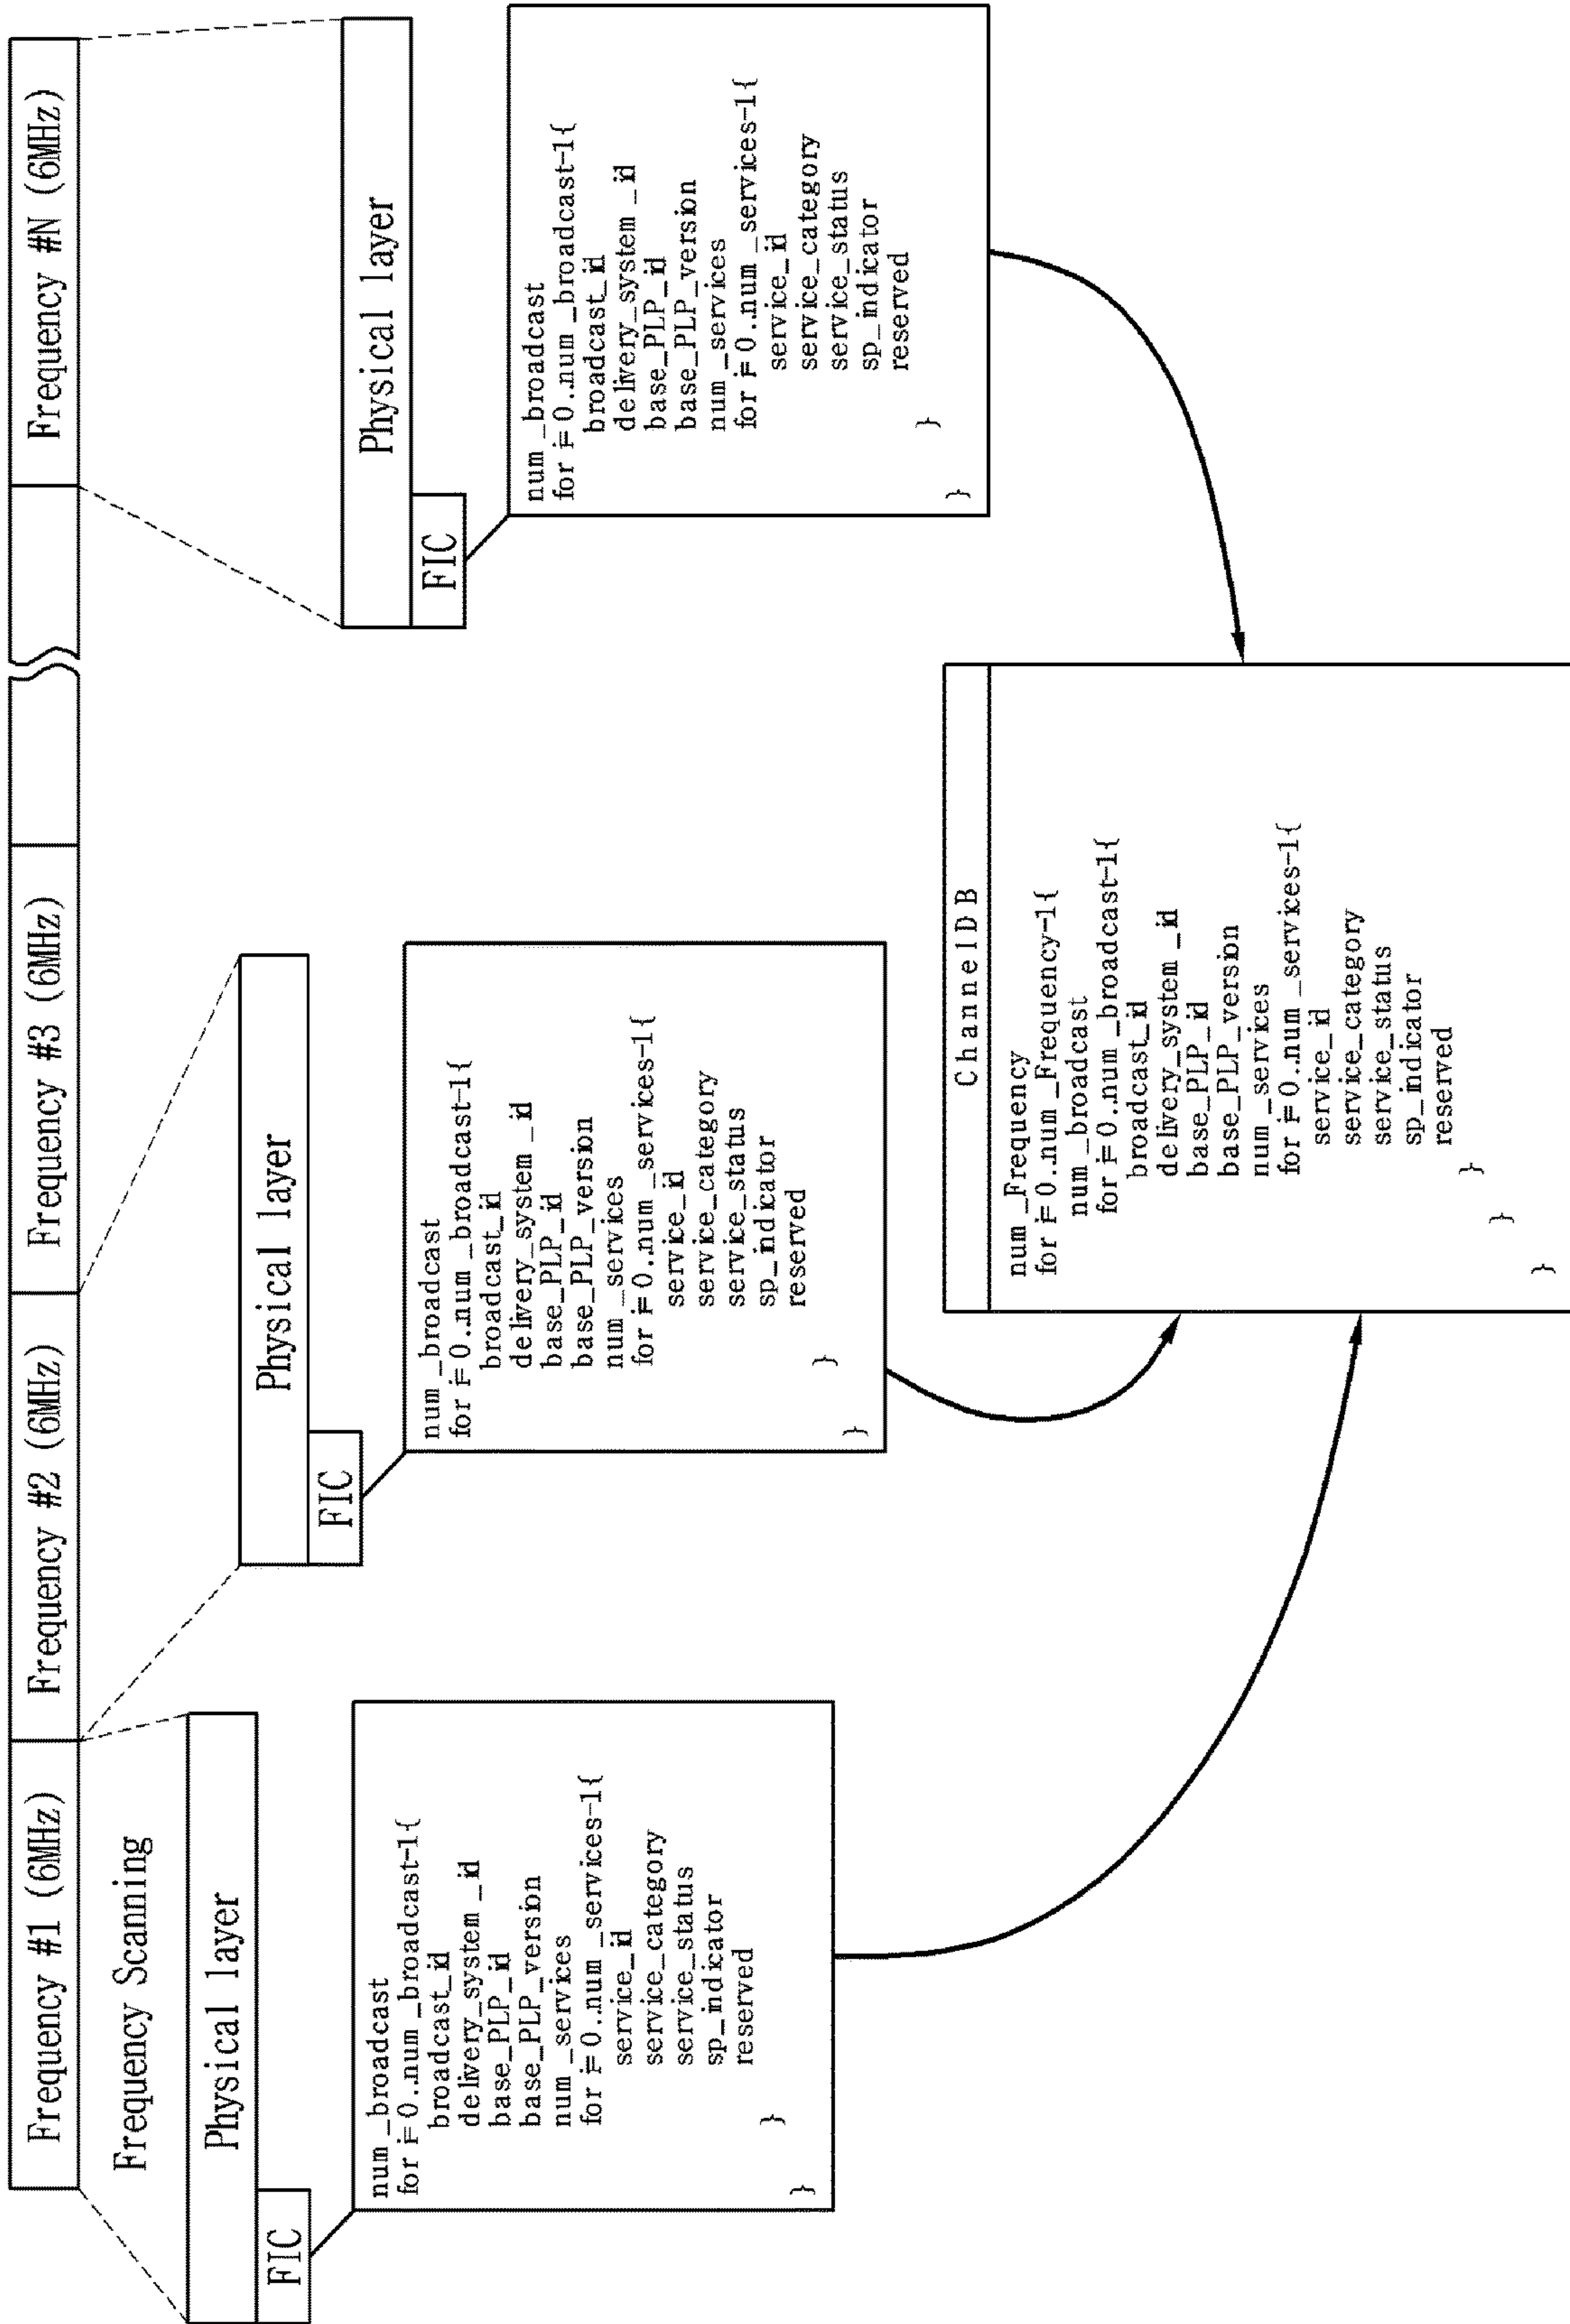 Frequency #1 (6MHz)
Frequency #2 (6MHz)
Frequency #3 (6MHz)
Frequency #N (6MHz)
Frequency Scanning
Physical layer
FIC
num_broadcast
for i=0..num_broadcast-1{
broadcast_id
delivery_system_id
base_PLP_id
base_PLP_version
num_services
for i=0..num_services-1{
service_id
service_category
service_status
sp_indicator
reserved
}
}
Physical layer
FIC
num_broadcast
for i=0..num_broadcast-1{
broadcast_id
delivery_system_id
base_PLP_id
base_PLP_version
num_services
for i=0..num_services-1{
service_id
service_category
service_status
sp_indicator
reserved
}
}
Physical layer
FIC
num_broadcast
for i=0..num_broadcast-1{
broadcast_id
delivery_system_id
base_PLP_id
base_PLP_version
num_services
for i=0..num_services-1{
service_id
service_category
service_status
sp_indicator
reserved
}
}
ChannelDB
num_Frequency
for i=0..num_Frequency-1{
num_broadcast
for i=0..num_broadcast-1{
broadcast_id
delivery_system_id
base_PLP_id
base_PLP_version
num_services
for i=0..num_services-1{
service_id
service_category
service_status
sp_indicator
reserved
}
}
}